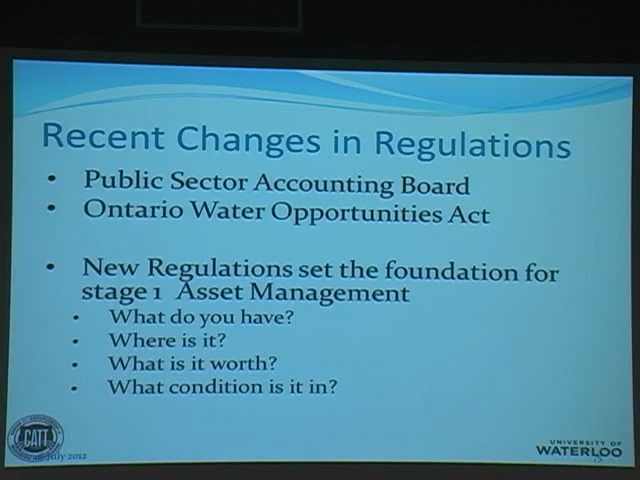 Recent Changes in Regulations
• Public Sector Accounting Board
• Ontario Water Opportunities Act
• New Regulations set the foundation for
stage 1 Asset Management
• What do you have?
• Where is it?
• What is it worth?
• What condition is it in?
CATT
July 2012
UNIVERSITY OF
WATERLOO